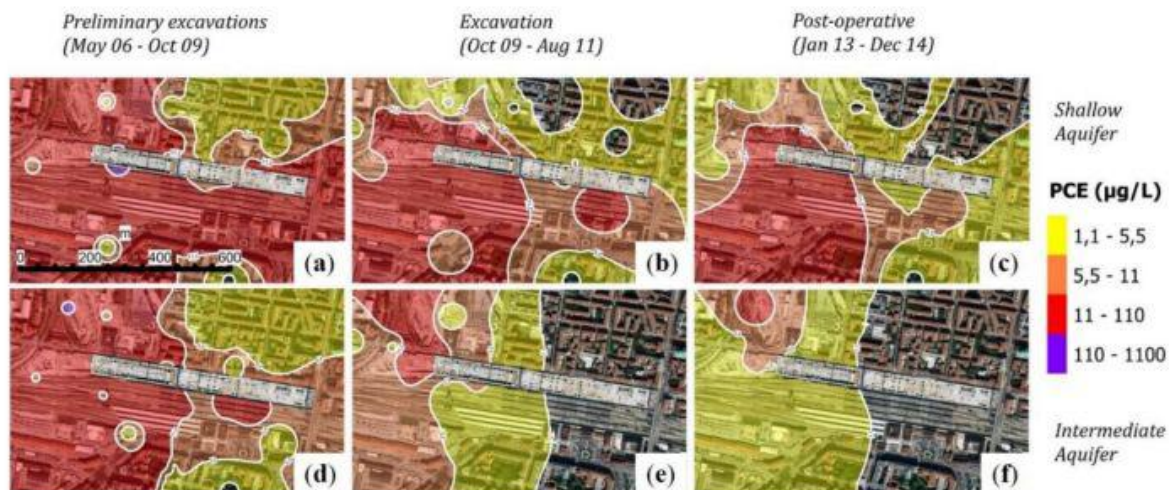 Preliminary excavations
(May 06 - Oct 09)
Excavation
(Oct 09 - Aug 11)
Post-operative
(Jan 13 - Dec 14)
Shallow
Aquifer
PCE (µg/L)
1,1 - 5,5
5,5 - 11
11 - 110
110 - 1100
Intermediate
Aquifer
m
0 200 400 600
(a)
(b)
(c)
(d)
(e)
(f)